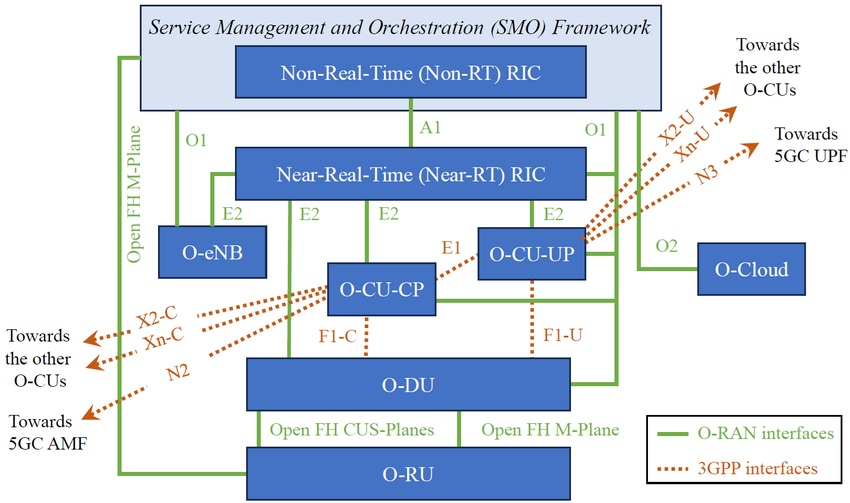 Service Management and Orchestration (SMO) Framework
Non-Real-Time (Non-RT) RIC
Towards
the other
O-CUs
O1
A1
O1
X2-U
Xn-U
N3
Towards
5GC UPF
Open FH M-Plane
Near-Real-Time (Near-RT) RIC
E2
E2
E2
E2
O-eNB
E1
O-CU-UP
O2
O-Cloud
O-CU-CP
X2-C
Xn-C
N2
F1-C
F1-U
Towards
the other
O-CUs
O-DU
Towards
5GC AMF
Open FH CUS-Planes
Open FH M-Plane
O-RU
O-RAN interfaces
3GPP interfaces